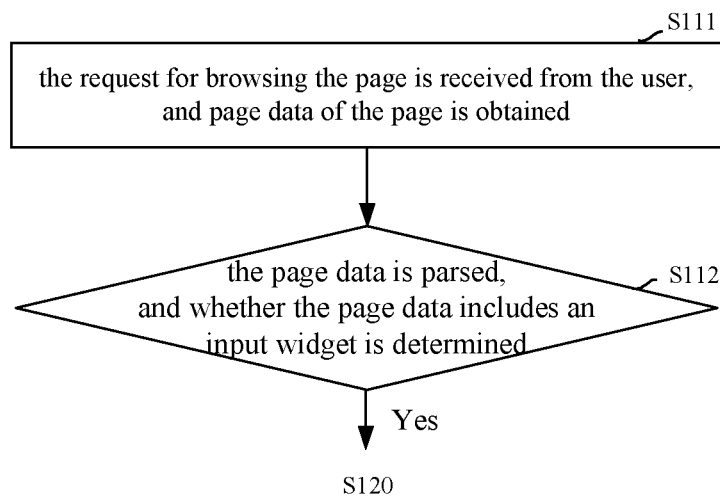 S111
the request for browsing the page is received from the user,
and page data of the page is obtained
the page data is parsed,
S112
and whether the page data includes an
input widget is determined
Yes
S120